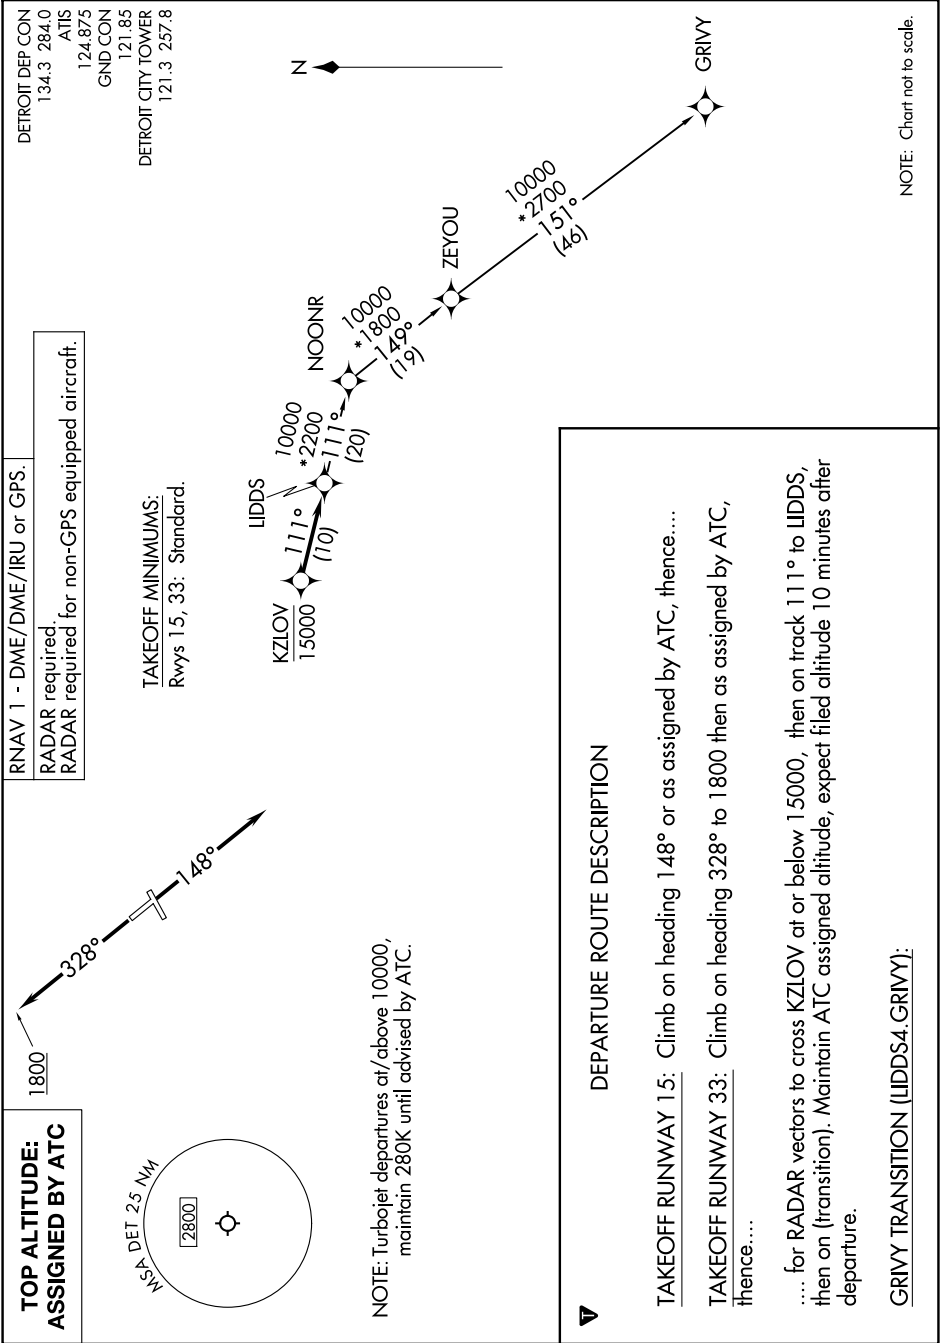 TOP ALTITUDE:
ASSIGNED BY ATC
RNAV 1 - DME/DME/IRU or GPS.
RADAR required.
RADAR required for non-GPS equipped aircraft.
DETROIT DEP CON
134.3 284.0
ATIS
124.875
GND CON
121.85
DETROIT CITY TOWER
121.3 257.8
1800
328°
148°
MSA DET 25 NM
2800
TAKEOFF MINIMUMS:
Rwys 15, 33: Standard.
N
KZLOV
15000
111°
(10)
LIDDS
10000
*2200
111°
(20)
NOONR
10000
*1800
149°
(19)
ZEYOU
10000
*2700
151°
(46)
GRIVY
NOTE: Turbojet departures at/above 10000,
maintain 280K until advised by ATC.
NOTE: Chart not to scale.
T
DEPARTURE ROUTE DESCRIPTION
TAKEOFF RUNWAY 15: Climb on heading 148° or as assigned by ATC, thence....
TAKEOFF RUNWAY 33: Climb on heading 328° to 1800 then as assigned by ATC,
thence....
.... for RADAR vectors to cross KZLOV at or below 15000, then on track 111° to LIDDS,
then on (transition). Maintain ATC assigned altitude, expect filed altitude 10 minutes after
departure.
GRIVY TRANSITION (LIDDS4.GRIVY):